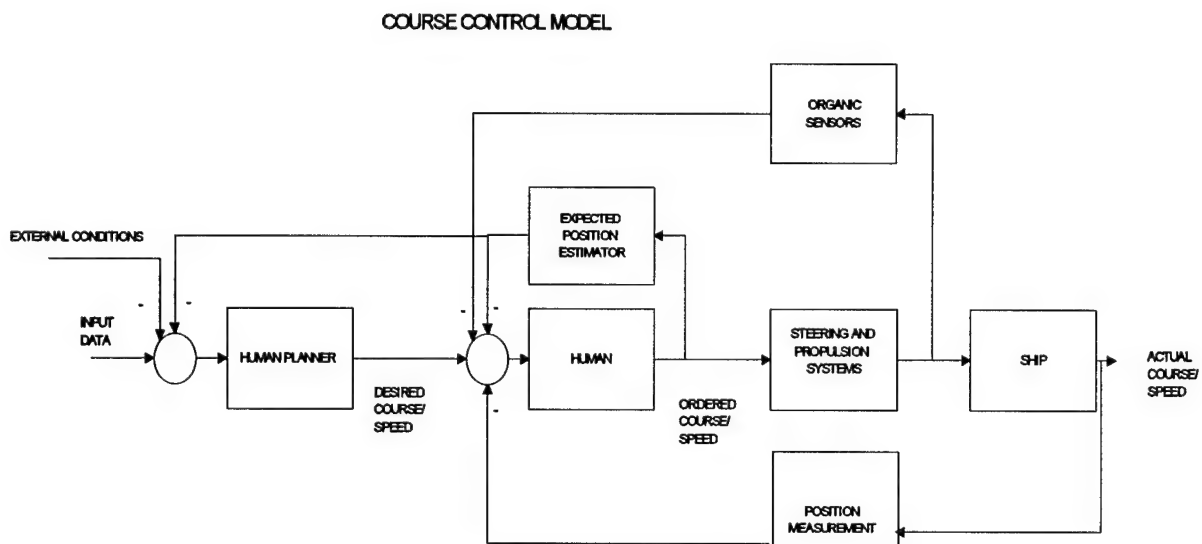 COURSE CONTROL MODEL
ORGANIC
SENSORS
EXPECTED
POSITION
ESTIMATOR
EXTERNAL CONDITIONS
-
-
-
-
INPUT
DATA
HUMAN PLANNER
DESIRED
COURSE/
SPEED
-
HUMAN
ORDERED
COURSE/
SPEED
STEERING AND
PROPULSION
SYSTEMS
SHIP
ACTUAL
COURSE/
SPEED
POSITION
MEASUREMENT